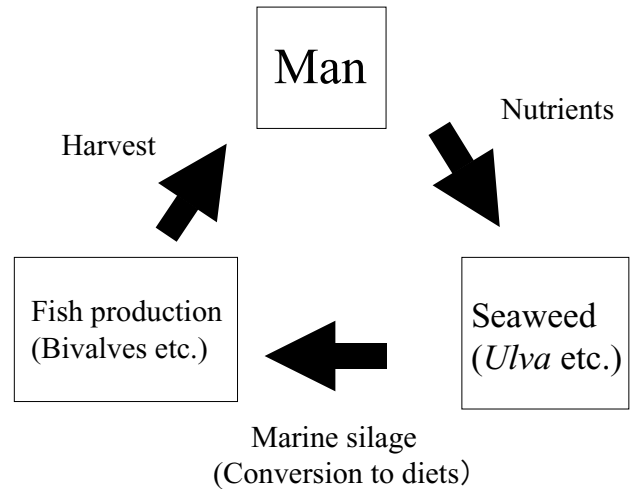 Man
Nutrients
Harvest
Fish production
(Bivalves etc.)
Seaweed
(Ulva etc.)
Marine silage
(Conversion to diets）